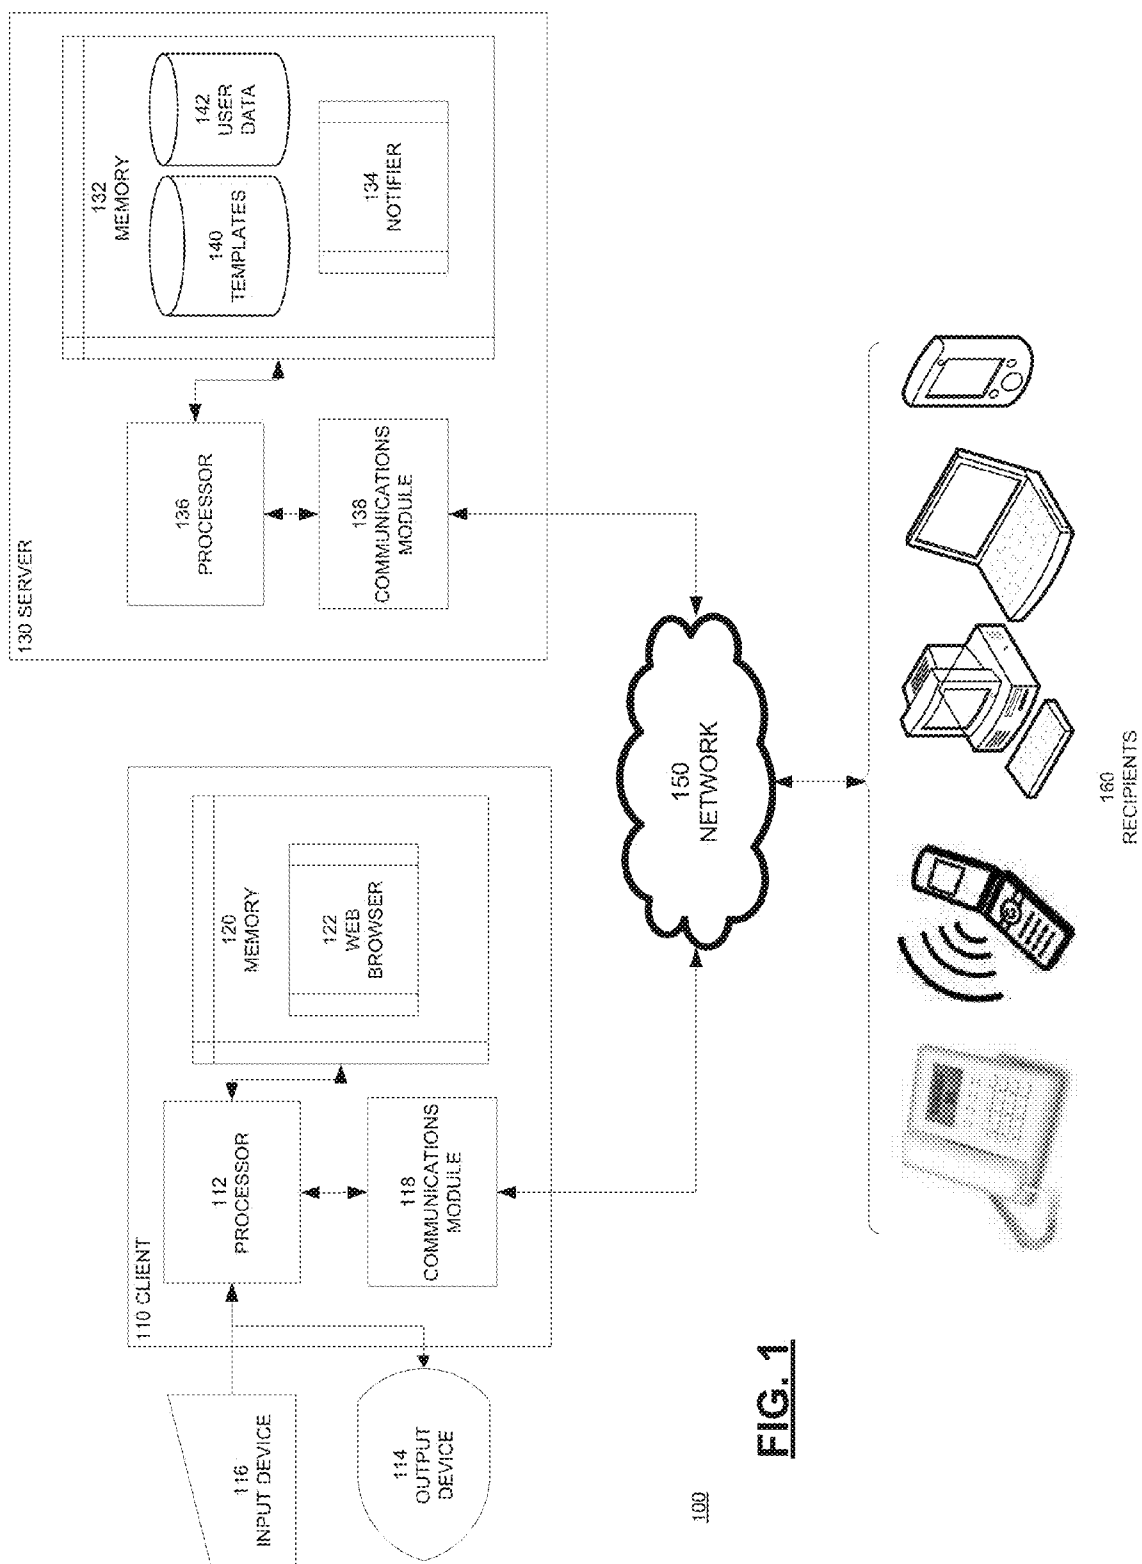 110 CLIENT
116
INPUT DEVICE
114
OUTPUT
DEVICE
112
PROCESSOR
118
COMMUNICATIONS
MODULE
120
MEMORY
122
WEB
BROWSER
130 SERVER
136
PROCESSOR
138
COMMUNICATIONS
MODULE
132
MEMORY
140
TEMPLATES
142
USER
DATA
134
NOTIFIER
150
NETWORK
160
RECIPIENTS
100
FIG. 1